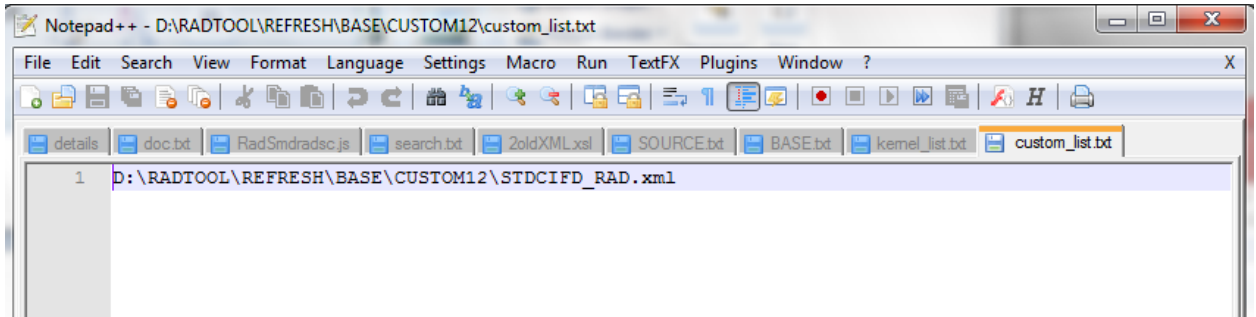 Notepad++ - D:\RADTOOL\REFRESH\BASE\CUSTOM12\custom_list.txt
File Edit Search View Format Language Settings Macro Run TextFX Plugins Window ? X
details doc.txt RadSmdradsc.js search.txt 2oldXML.xsl SOURCE.txt BASE.txt kernel_list.txt custom_list.txt
1 D:\RADTOOL\REFRESH\BASE\CUSTOM12\STDCIFD_RAD.xml